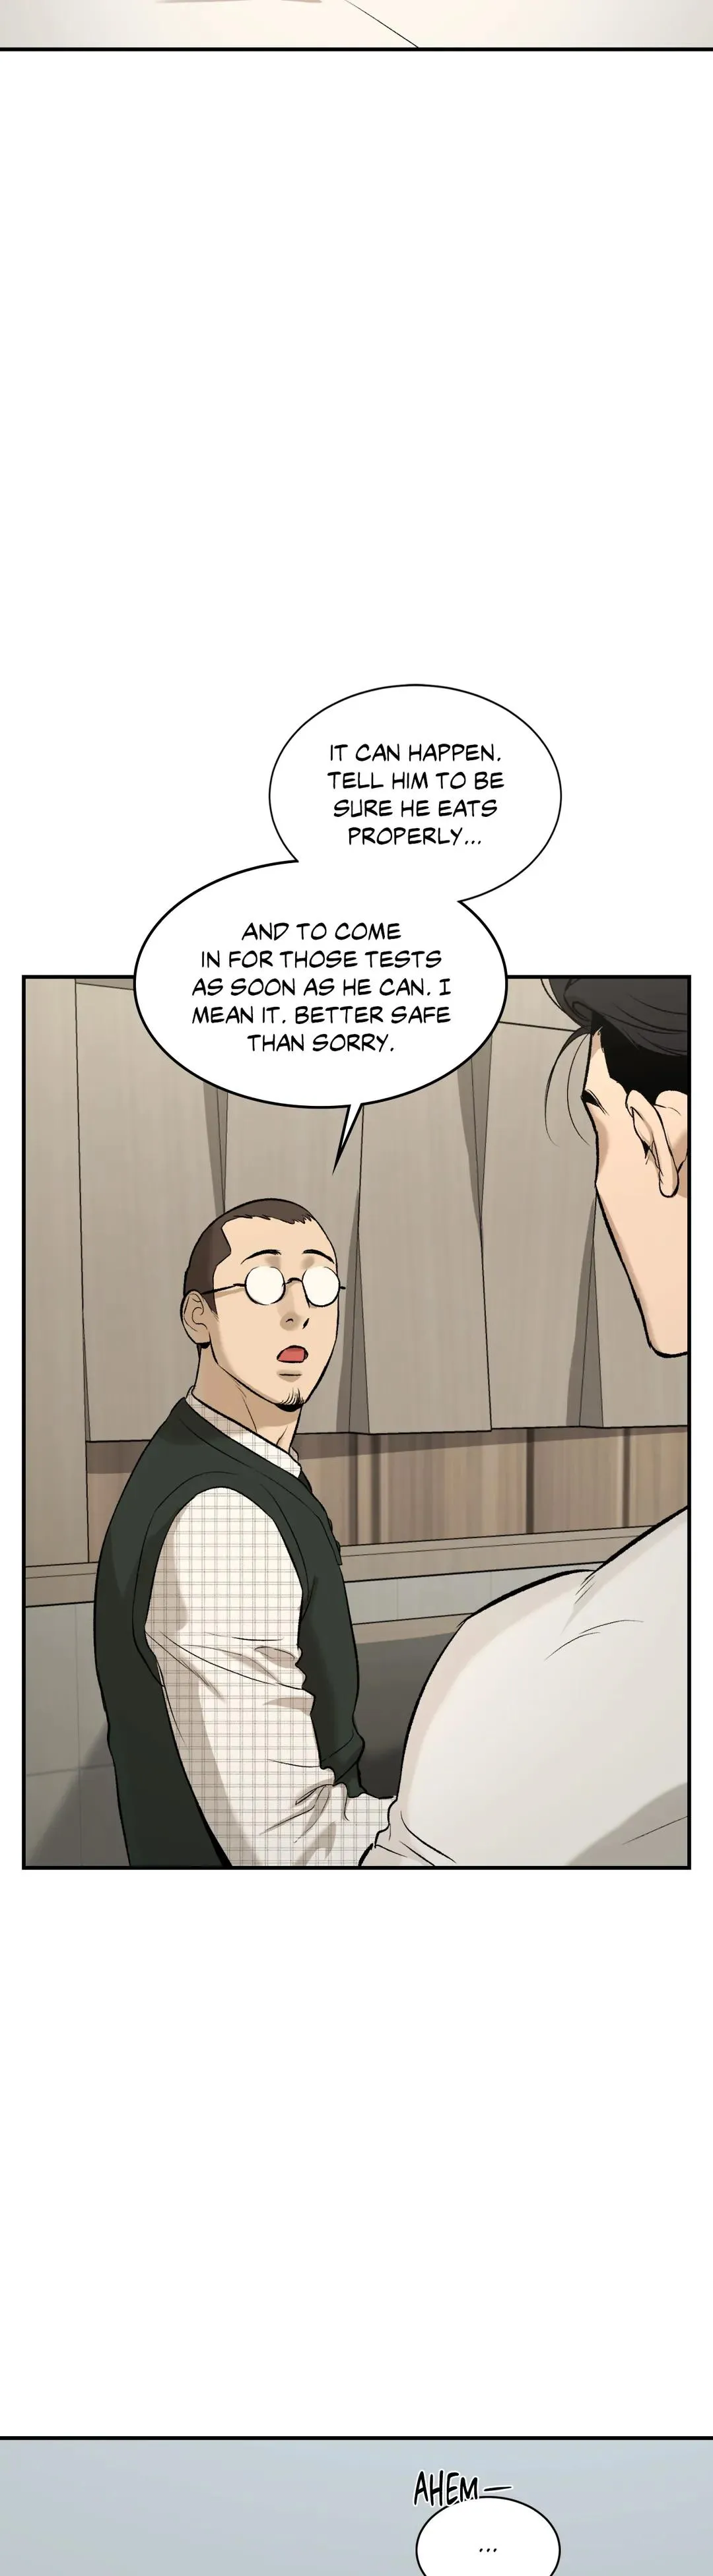 IT CAN HAPPEN.
TELL HIM TO BE
SURE HE EATS
PROPERLY...
AND TO COME
IN FOR THOSE TESTS
AS SOON AS HE CAN. I
MEAN IT. BETTER SAFE
THAN SORRY.
AHEM—
...